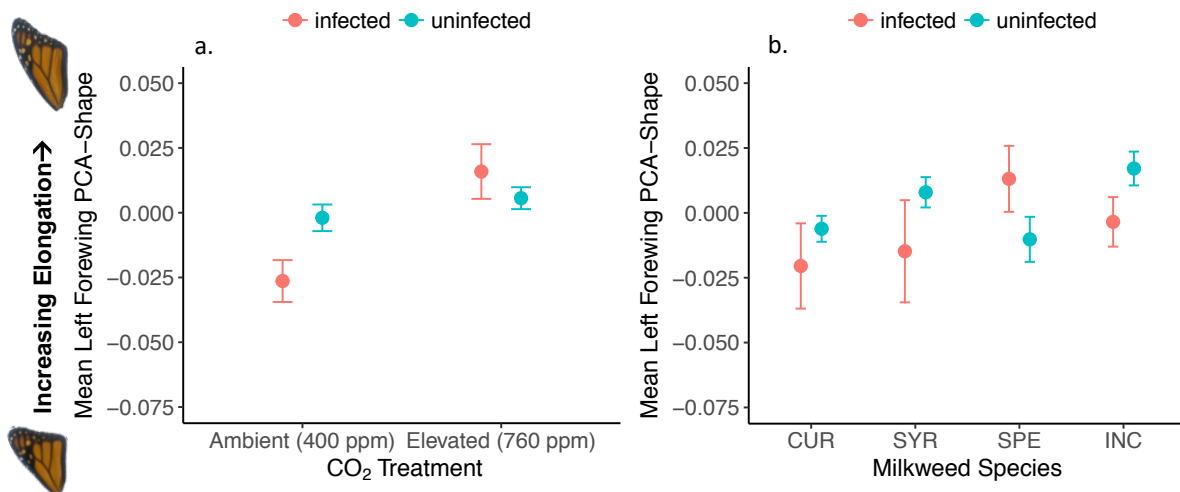 infected uninfected
a.
Increasing Elongation→
Mean Left Forewing PCA−Shape
0.050
0.025
0.000
−0.025
−0.050
−0.075
Ambient (400 ppm) Elevated (760 ppm)
CO₂ Treatment
infected uninfected
b.
Mean Left Forewing PCA−Shape
0.050
0.025
0.000
−0.025
−0.050
−0.075
CUR SYR SPE INC
Milkweed Species